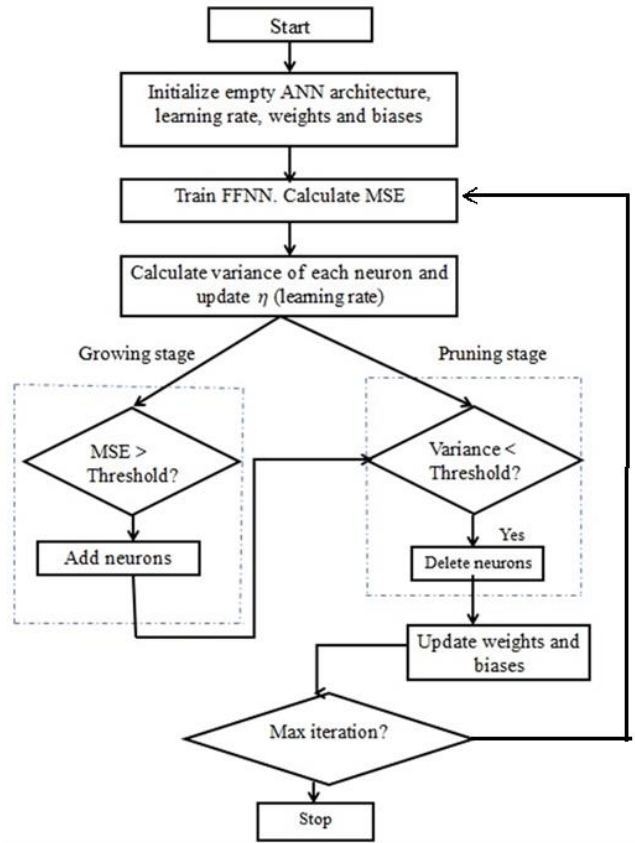 Start
Initialize empty ANN architecture,
learning rate, weights and biases
Train FFNN. Calculate MSE
Calculate variance of each neuron and
update η (learning rate)
Growing stage
Pruning stage
MSE >
Threshold?
Variance <
Threshold?
Add neurons
Yes
Delete neurons
Update weights and
biases
Max iteration?
Stop